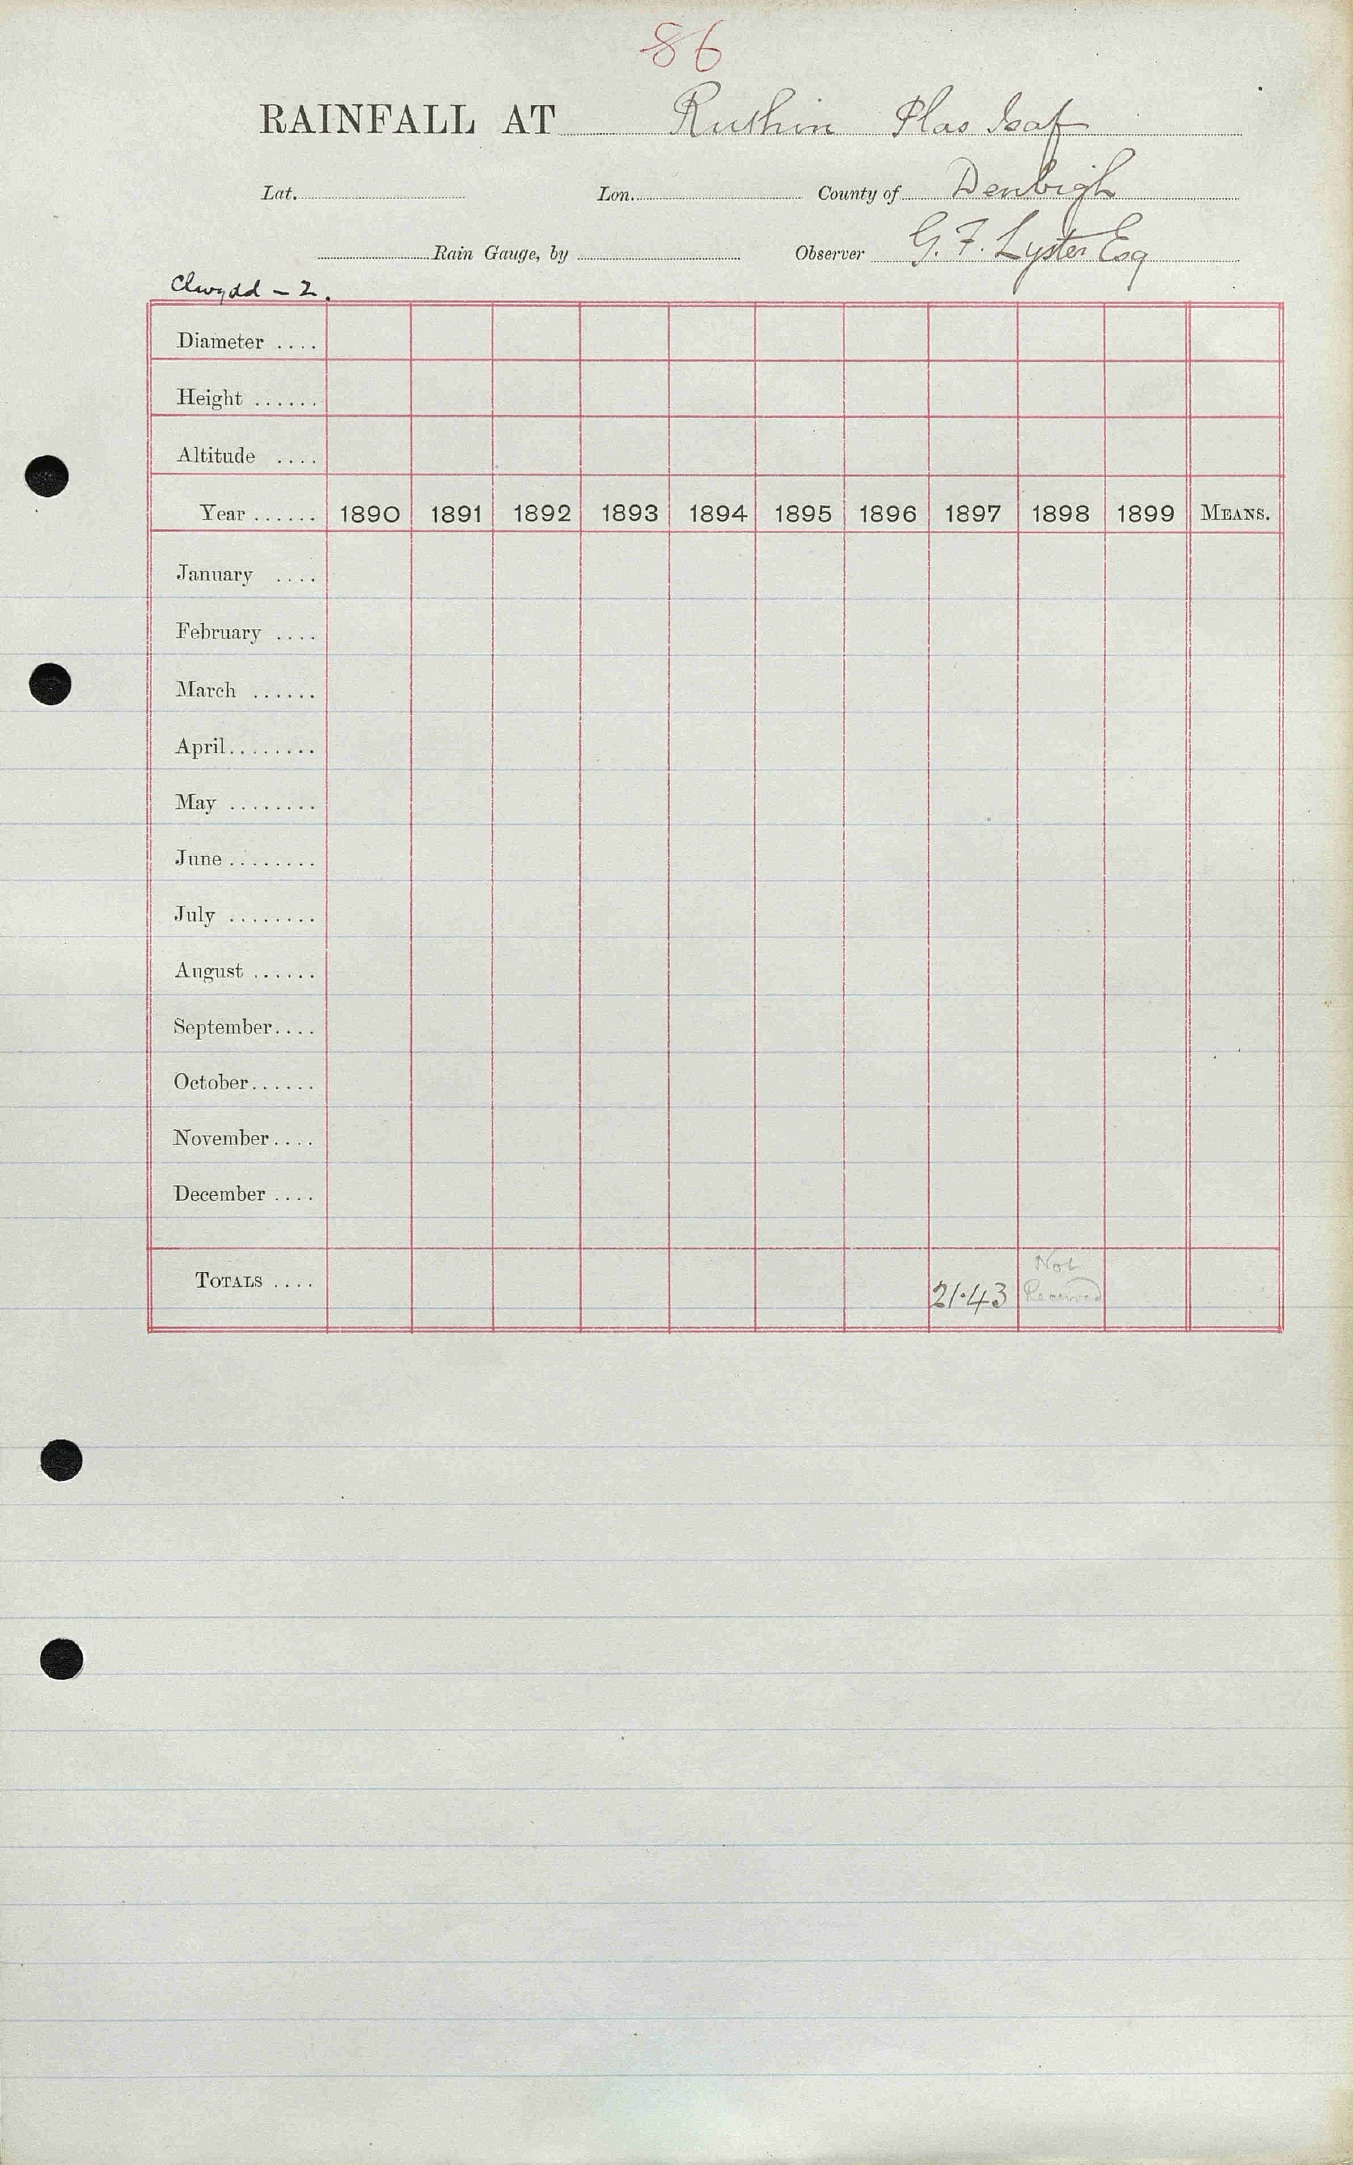 86
RAINFALL AT Ruthin Plas Isaf
Lat. Lon. County of Denbigh
Rain Gauge, by Observer G. F. Lyster Esq
Clwydd - 2.
Diameter ....
Height ......
Altitude ....
Year ...... 1890 1891 1892 1893 1894 1895 1896 1897 1898 1899 MEANS.
January ....
February ....
March ......
April........
May ........
June ........
July ........
August ......
September....
October......
November....
December ....
TOTALS .... 21.43 Not Received